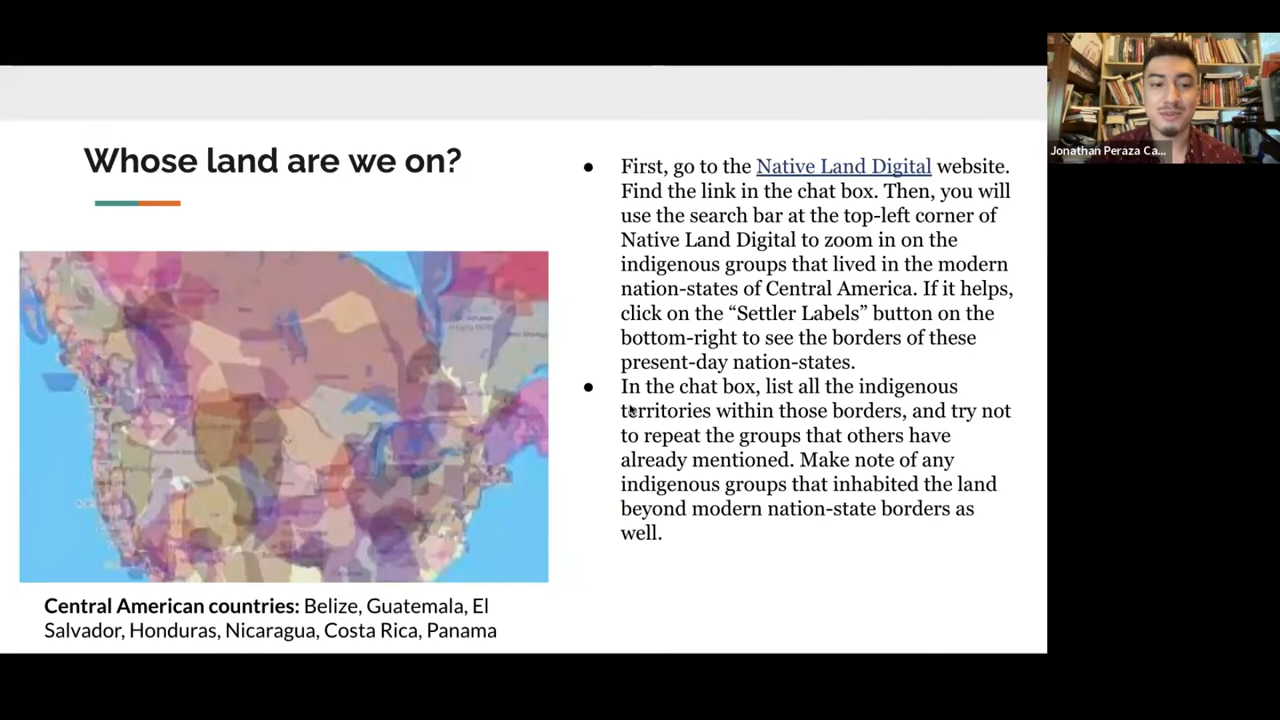 Whose land are we on?
Central American countries: Belize, Guatemala, El
Salvador, Honduras, Nicaragua, Costa Rica, Panama
● First, go to the Native Land Digital website.
Find the link in the chat box. Then, you will
use the search bar at the top-left corner of
Native Land Digital to zoom in on the
indigenous groups that lived in the modern
nation-states of Central America. If it helps,
click on the “Settler Labels” button on the
bottom-right to see the borders of these
present-day nation-states.
● In the chat box, list all the indigenous
territories within those borders, and try not
to repeat the groups that others have
already mentioned. Make note of any
indigenous groups that inhabited the land
beyond modern nation-state borders as
well.
Jonathan Peraza Ca...